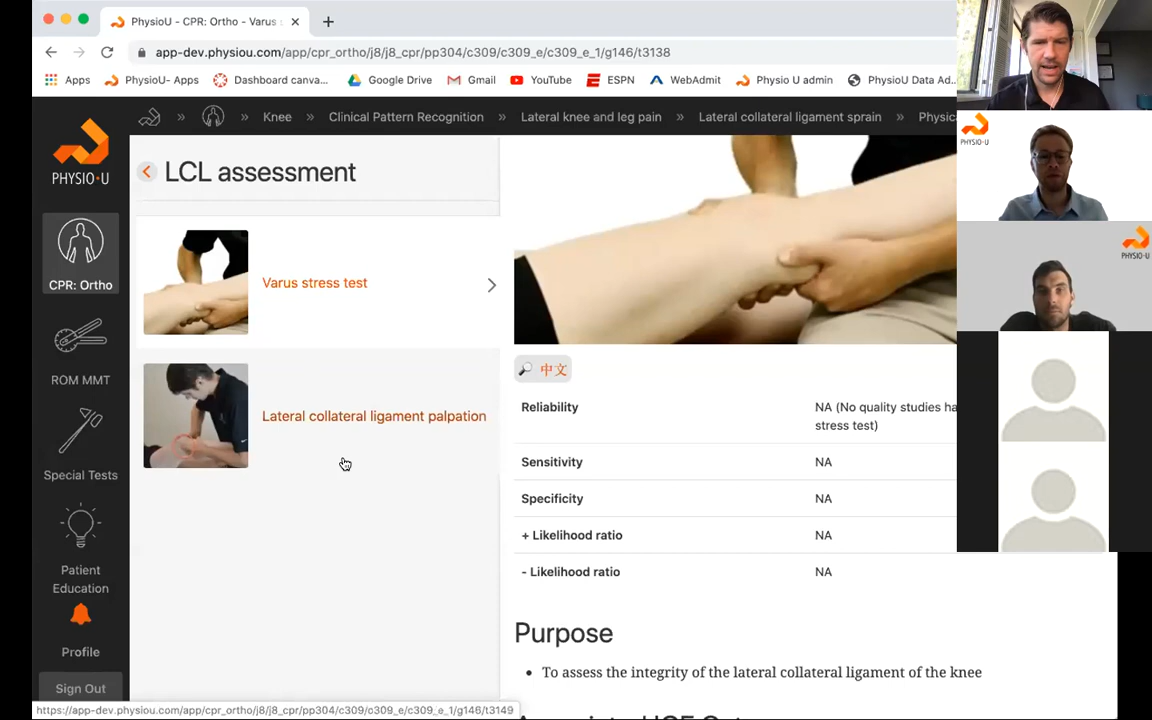 PhysioU - CPR: Ortho - Varus
app-dev.physiou.com/app/cpr_ortho/j8/j8_cpr/pp304/c309/c309_e/c309_e_1/g146/t3138
Apps PhysioU- Apps Dashboard canva... Google Drive Gmail YouTube ESPN WebAdmit Physio U admin PhysioU Data Ad...
» » Knee » Clinical Pattern Recognition » Lateral knee and leg pain » Lateral collateral ligament sprain » Physic
PHYSIO·U
PHYSIO·U
PHYSIO·U
LCL assessment
CPR: Ortho
Varus stress test
ROM MMT
中文
Lateral collateral ligament palpation
Reliability
NA (No quality studies ha
stress test)
Special Tests
Sensitivity NA
Specificity NA
+ Likelihood ratio NA
Patient
Education
- Likelihood ratio NA
Profile
Purpose
• To assess the integrity of the lateral collateral ligament of the knee
Sign Out
https://app-dev.physiou.com/app/cpr_ortho/j8/j8_cpr/pp304/c309/c309_e/c309_e_1/g146/t3149